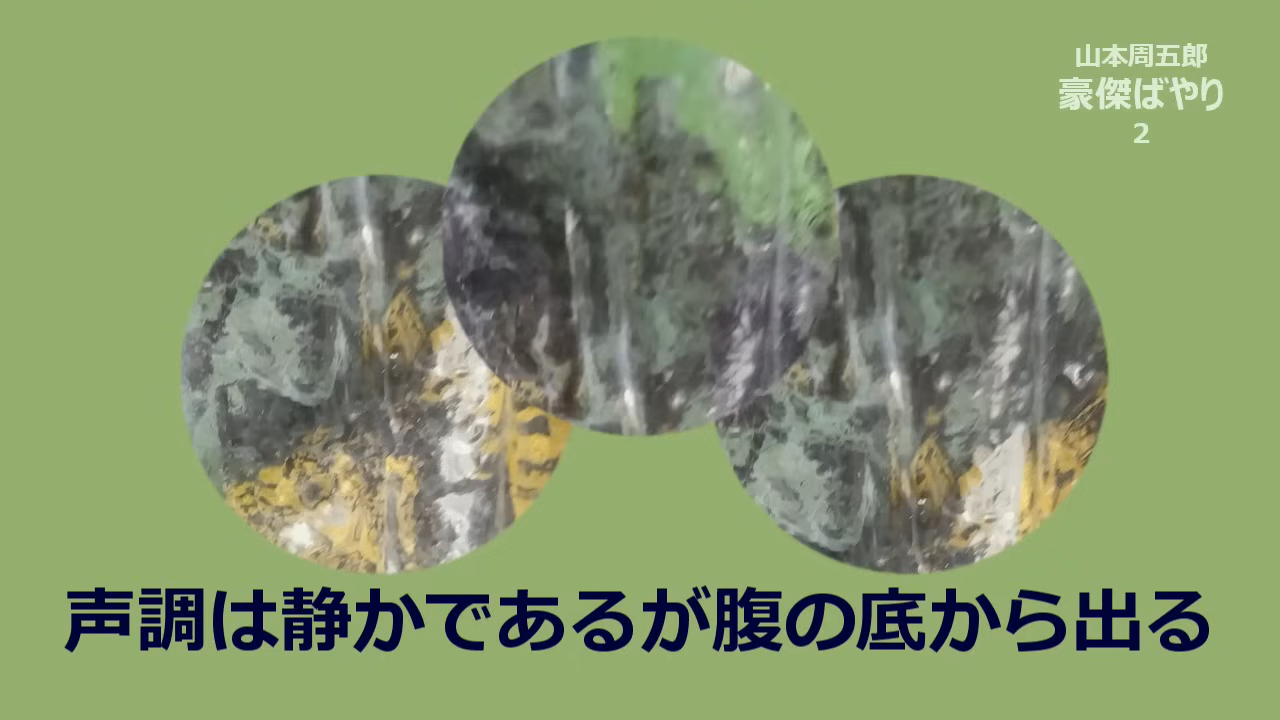 山本周五郎
豪傑ばやり
2
声調は静かであるが腹の底から出る